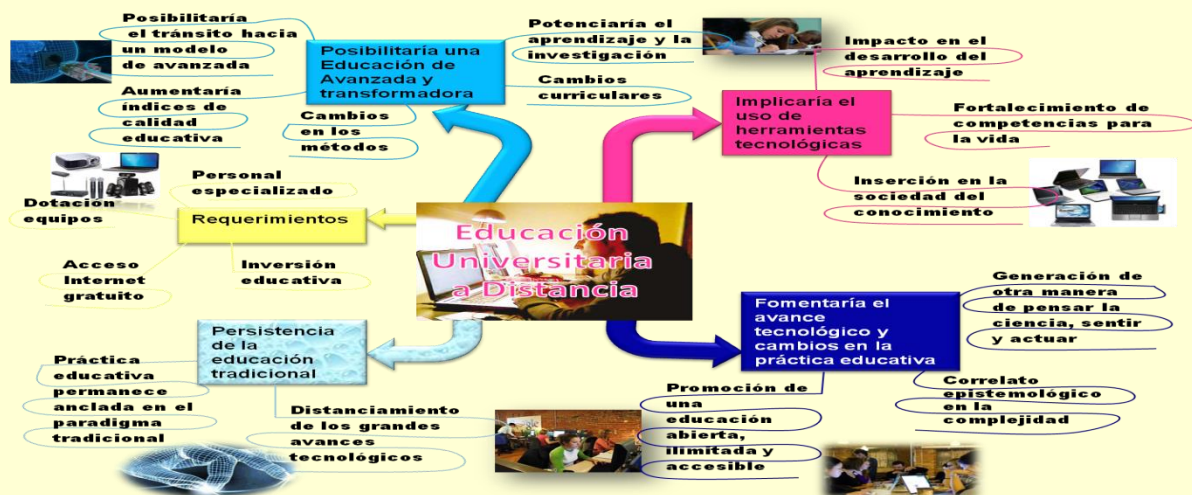 Posibilitaría
el tránsito hacia
un modelo
de avanzada
Aumentaría
índices de
calidad
educativa
Posibilitaría una
Educación de
Avanzada y
transformadora
Cambios
en los
métodos
Potenciaría el
aprendizaje y la
investigación
Cambios
curriculares
Impacto en el
desarrollo del
aprendizaje
Implicaría el
uso de
herramientas
tecnológicas
Fortalecimiento de
competencias para
la vida
Inserción en la
sociedad del
conocimiento
Personal
especializado
Dotación
equipos
Requerimientos
Acceso
Internet
gratuito
Inversión
educativa
Educación
Universitaria
a Distancia
Persistencia
de la
educación
tradicional
Práctica
educativa
permanece
anclada en el
paradigma
tradicional
Distanciamiento
de los grandes
avances
tecnológicos
Fomentaría el
avance
tecnológico y
cambios en la
práctica educativa
Generación de
otra manera
de pensar la
ciencia, sentir
y actuar
Promoción de
una
educación
abierta,
ilimitada y
accesible
Correlato
epistemológico
en la
complejidad